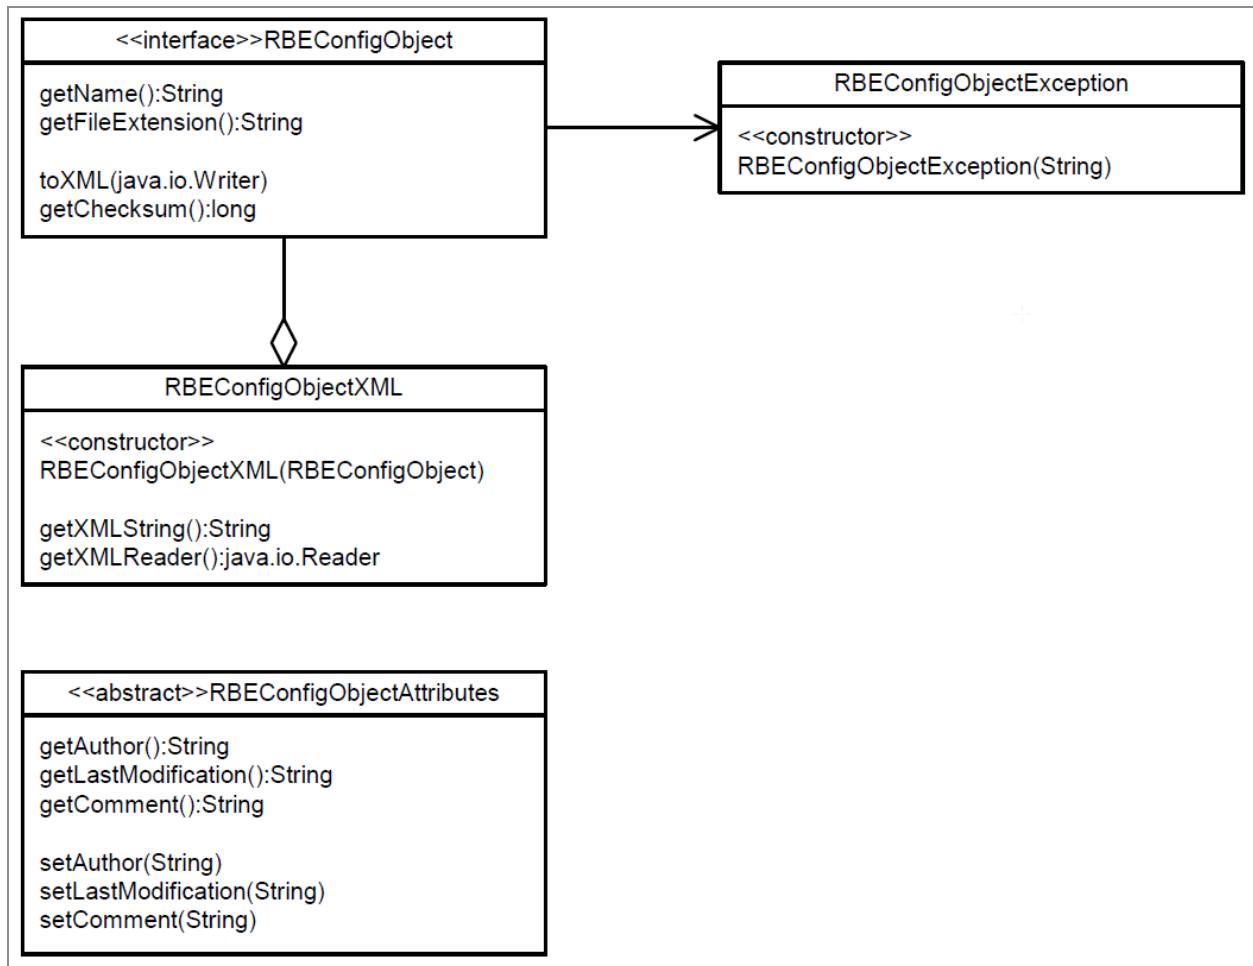 <<interface>>RBEConfigObject
getName():String
getFileExtension():String
toXML(java.io.Writer)
getChecksum():long
RBEConfigObjectException
<<constructor>>
RBEConfigObjectException(String)
RBEConfigObjectXML
<<constructor>>
RBEConfigObjectXML(RBEConfigObject)
getXMLString():String
getXMLReader():java.io.Reader
<<abstract>>RBEConfigObjectAttributes
getAuthor():String
getLastModification():String
getComment():String
setAuthor(String)
setLastModification(String)
setComment(String)